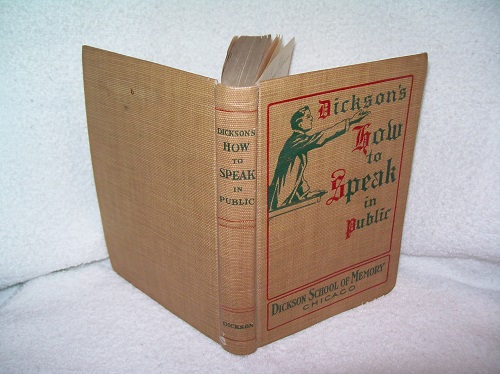 DICKSON'S
HOW
TO
SPEAK
IN
PUBLIC
DICKSON
Dickson's
How
to
Speak
in
Public
DICKSON SCHOOL OF MEMORY
CHICAGO